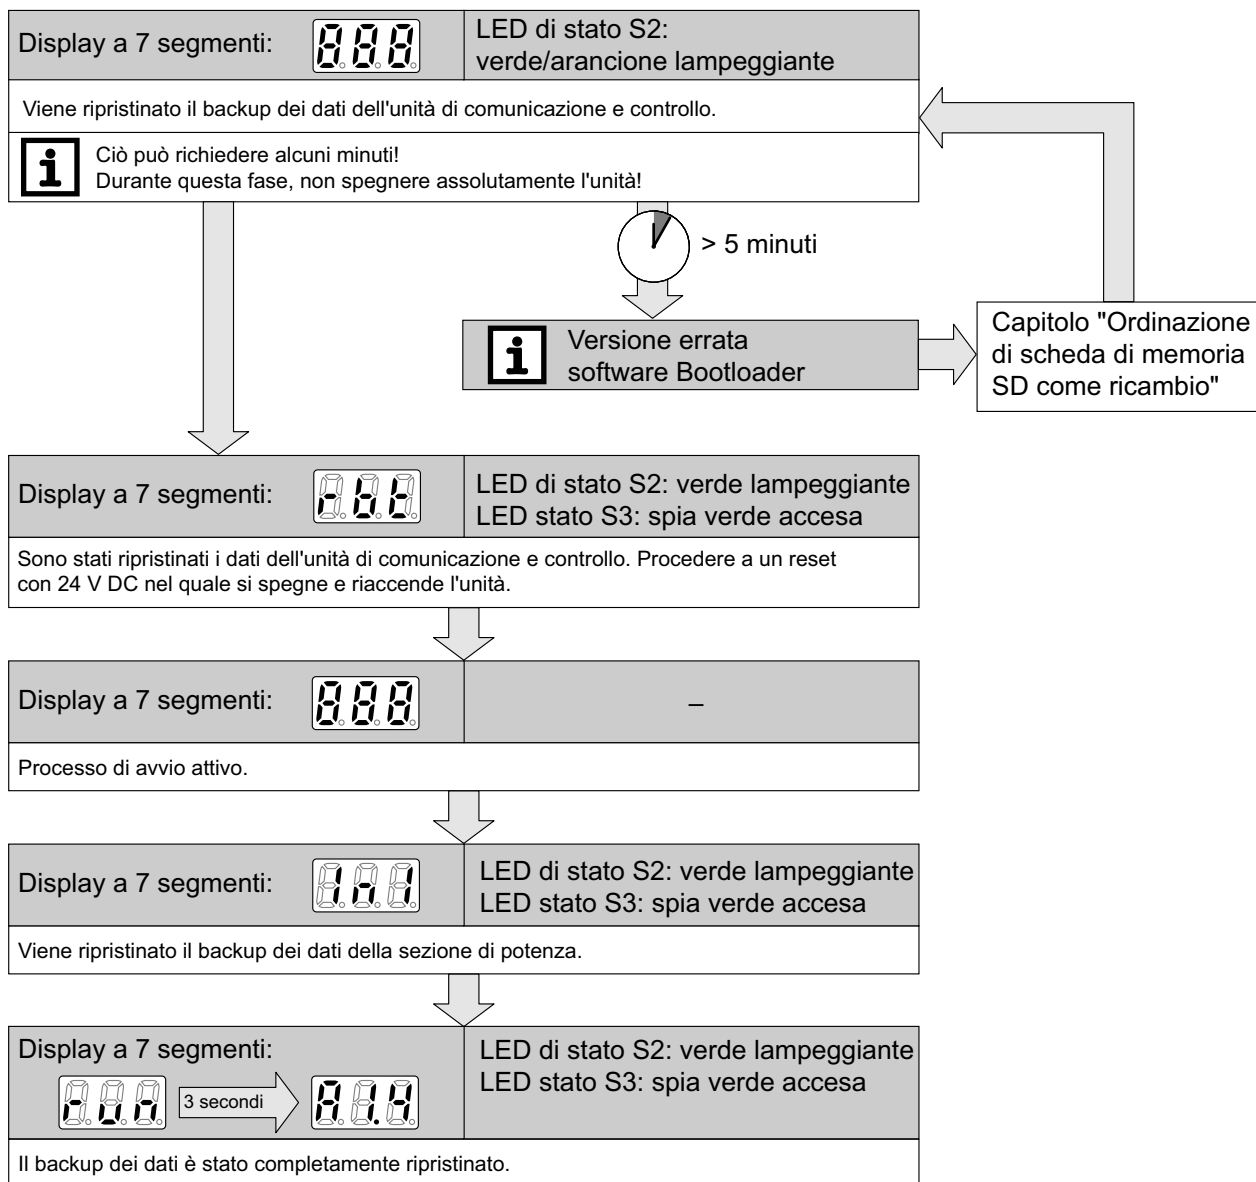 Display a 7 segmenti: 888
LED di stato S2:
verde/arancione lampeggiante
Viene ripristinato il backup dei dati dell'unità di comunicazione e controllo.
i
Ciò può richiedere alcuni minuti!
Durante questa fase, non spegnere assolutamente l'unità!
> 5 minuti
i
Versione errata
software Bootloader
Capitolo "Ordinazione
di scheda di memoria
SD come ricambio"
Display a 7 segmenti: rbt
LED di stato S2: verde lampeggiante
LED stato S3: spia verde accesa
Sono stati ripristinati i dati dell'unità di comunicazione e controllo. Procedere a un reset
con 24 V DC nel quale si spegne e riaccende l'unità.
Display a 7 segmenti: 888
–
Processo di avvio attivo.
Display a 7 segmenti: 1n1
LED di stato S2: verde lampeggiante
LED stato S3: spia verde accesa
Viene ripristinato il backup dei dati della sezione di potenza.
Display a 7 segmenti:
run
3 secondi
A1.4
LED di stato S2: verde lampeggiante
LED stato S3: spia verde accesa
Il backup dei dati è stato completamente ripristinato.